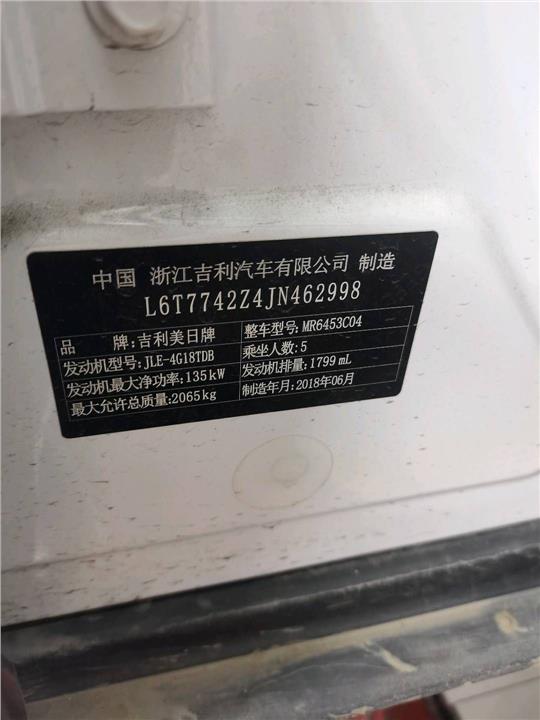 中国 浙江吉利汽车有限公司 制造
L6T7742Z4JN462998
品 牌:吉利美日牌 整车型号:MR6453C04
发动机型号:JLE-4G18TDB 乘坐人数:5
发动机最大净功率:135kW 发动机排量:1799mL
最大允许总质量:2065kg 制造年月:2018年06月